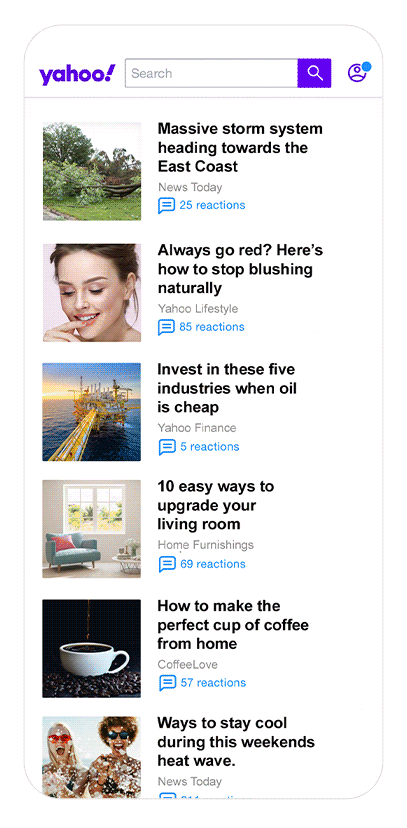 yahoo!
Search
Massive storm system
heading towards the
East Coast
News Today
25 reactions
Always go red? Here's
how to stop blushing
naturally
Yahoo Lifestyle
85 reactions
Invest in these five
industries when oil
is cheap
Yahoo Finance
5 reactions
10 easy ways to
upgrade your
living room
Home Furnishings
69 reactions
How to make the
perfect cup of coffee
from home
CoffeeLove
57 reactions
Ways to stay cool
during this weekends
heat wave.
News Today